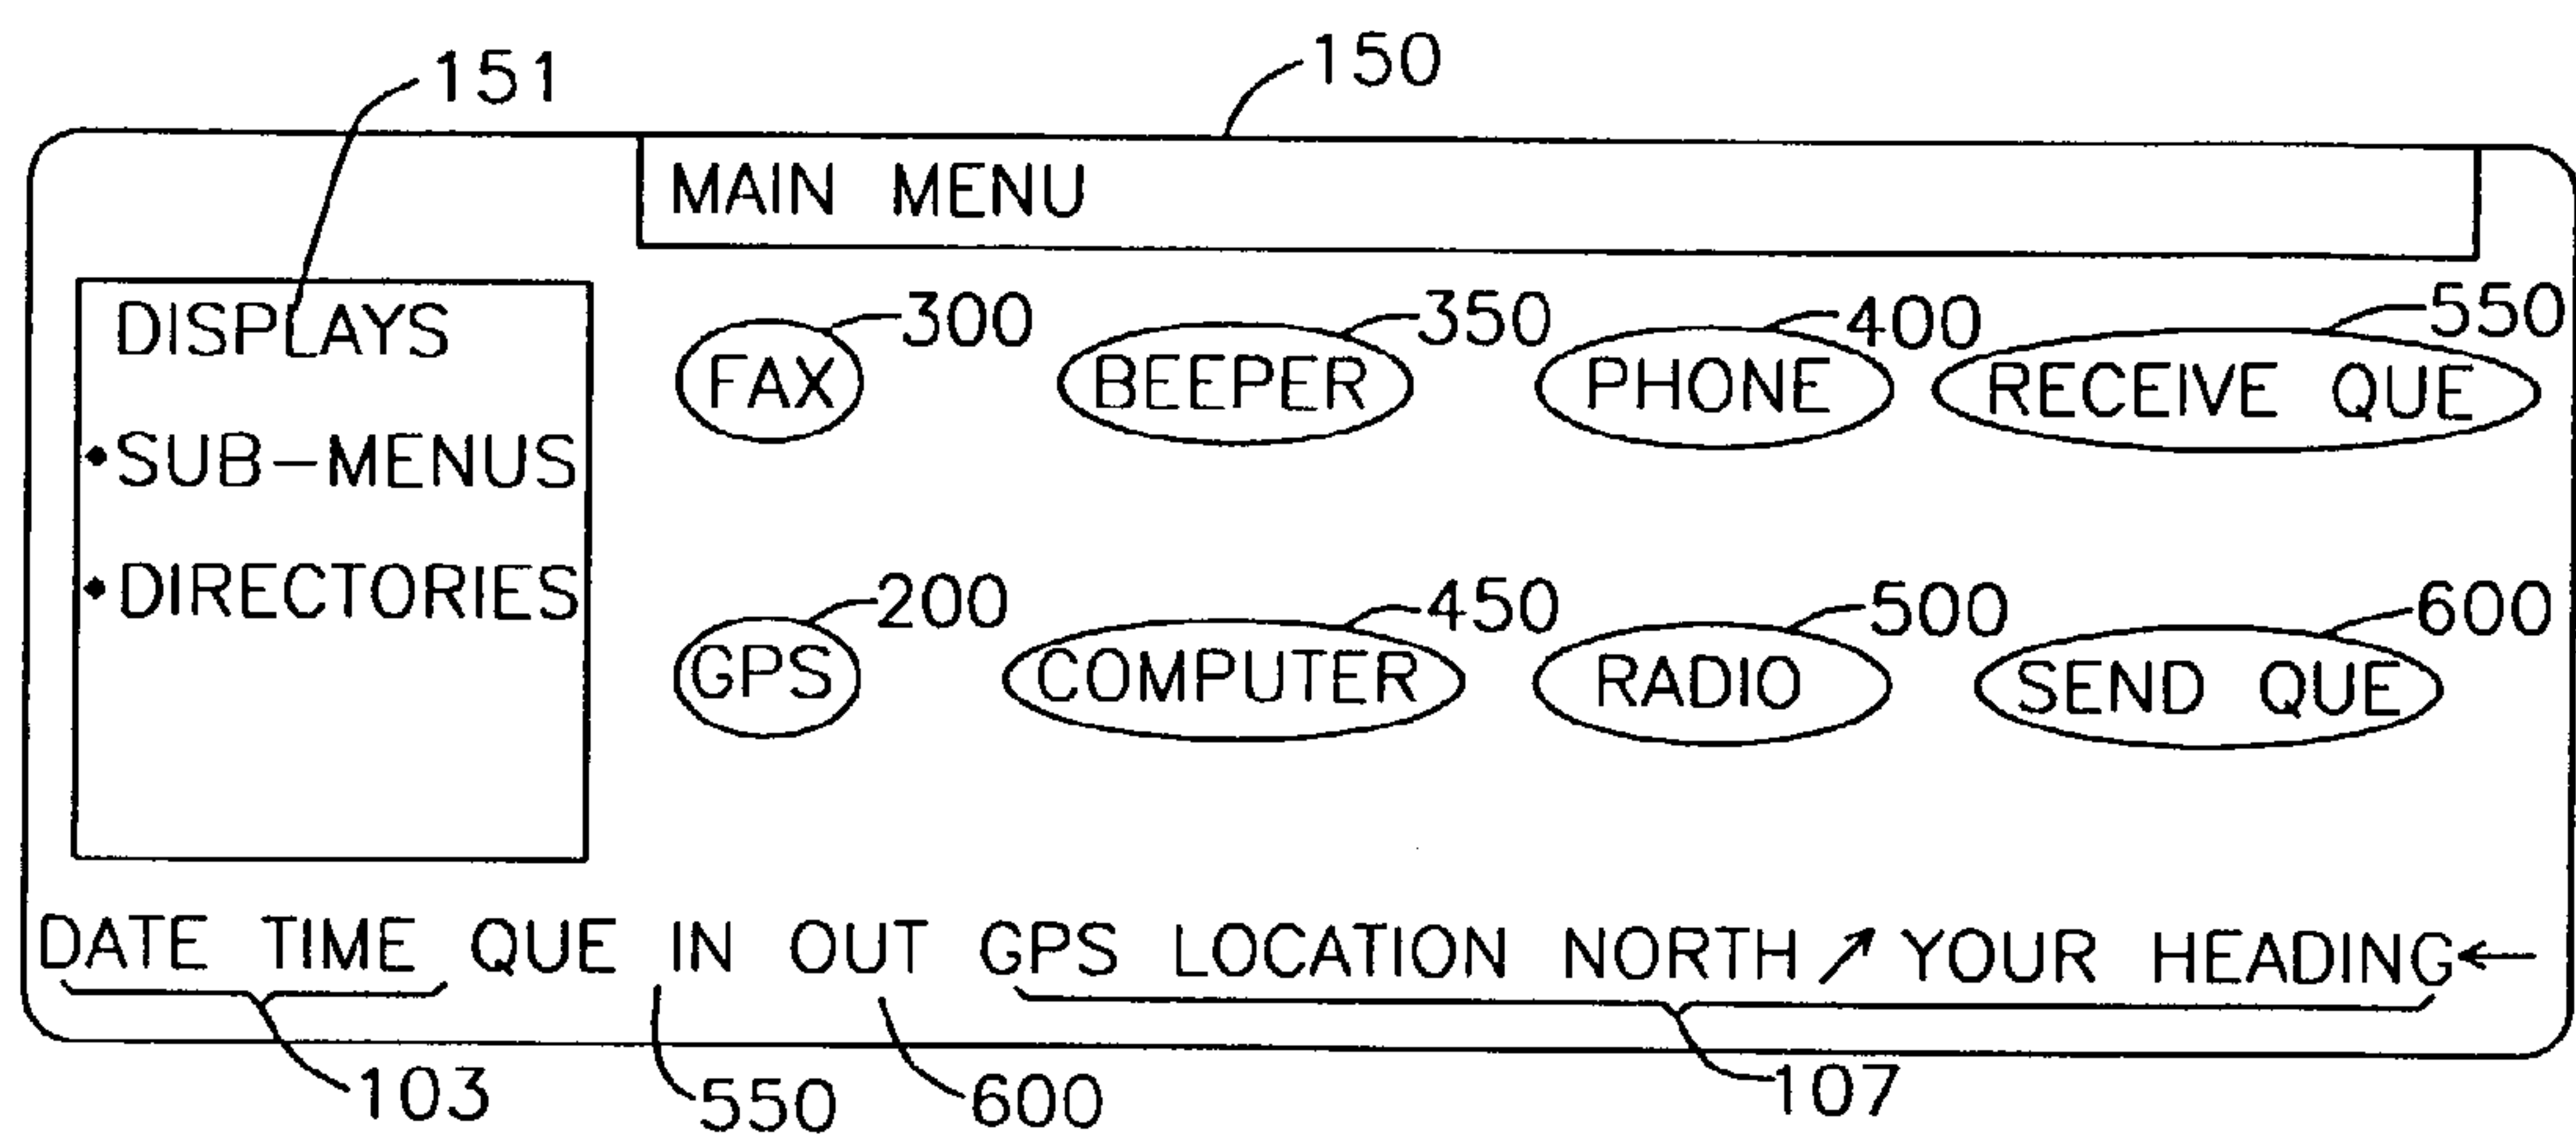 151 150
MAIN MENU
DISPLAYS
•SUB-MENUS
•DIRECTORIES
300 350 400 550
FAX BEEPER PHONE RECEIVE QUE
200 450 500 600
GPS COMPUTER RADIO SEND QUE
DATE TIME QUE IN OUT GPS LOCATION NORTH↗YOUR HEADING←
103 550 600 107